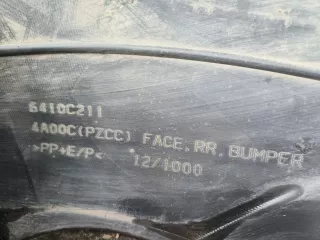 6410C211
4A00C(PZCC) FACE, RR. BUMPER
>PP+E/P< 12/1000